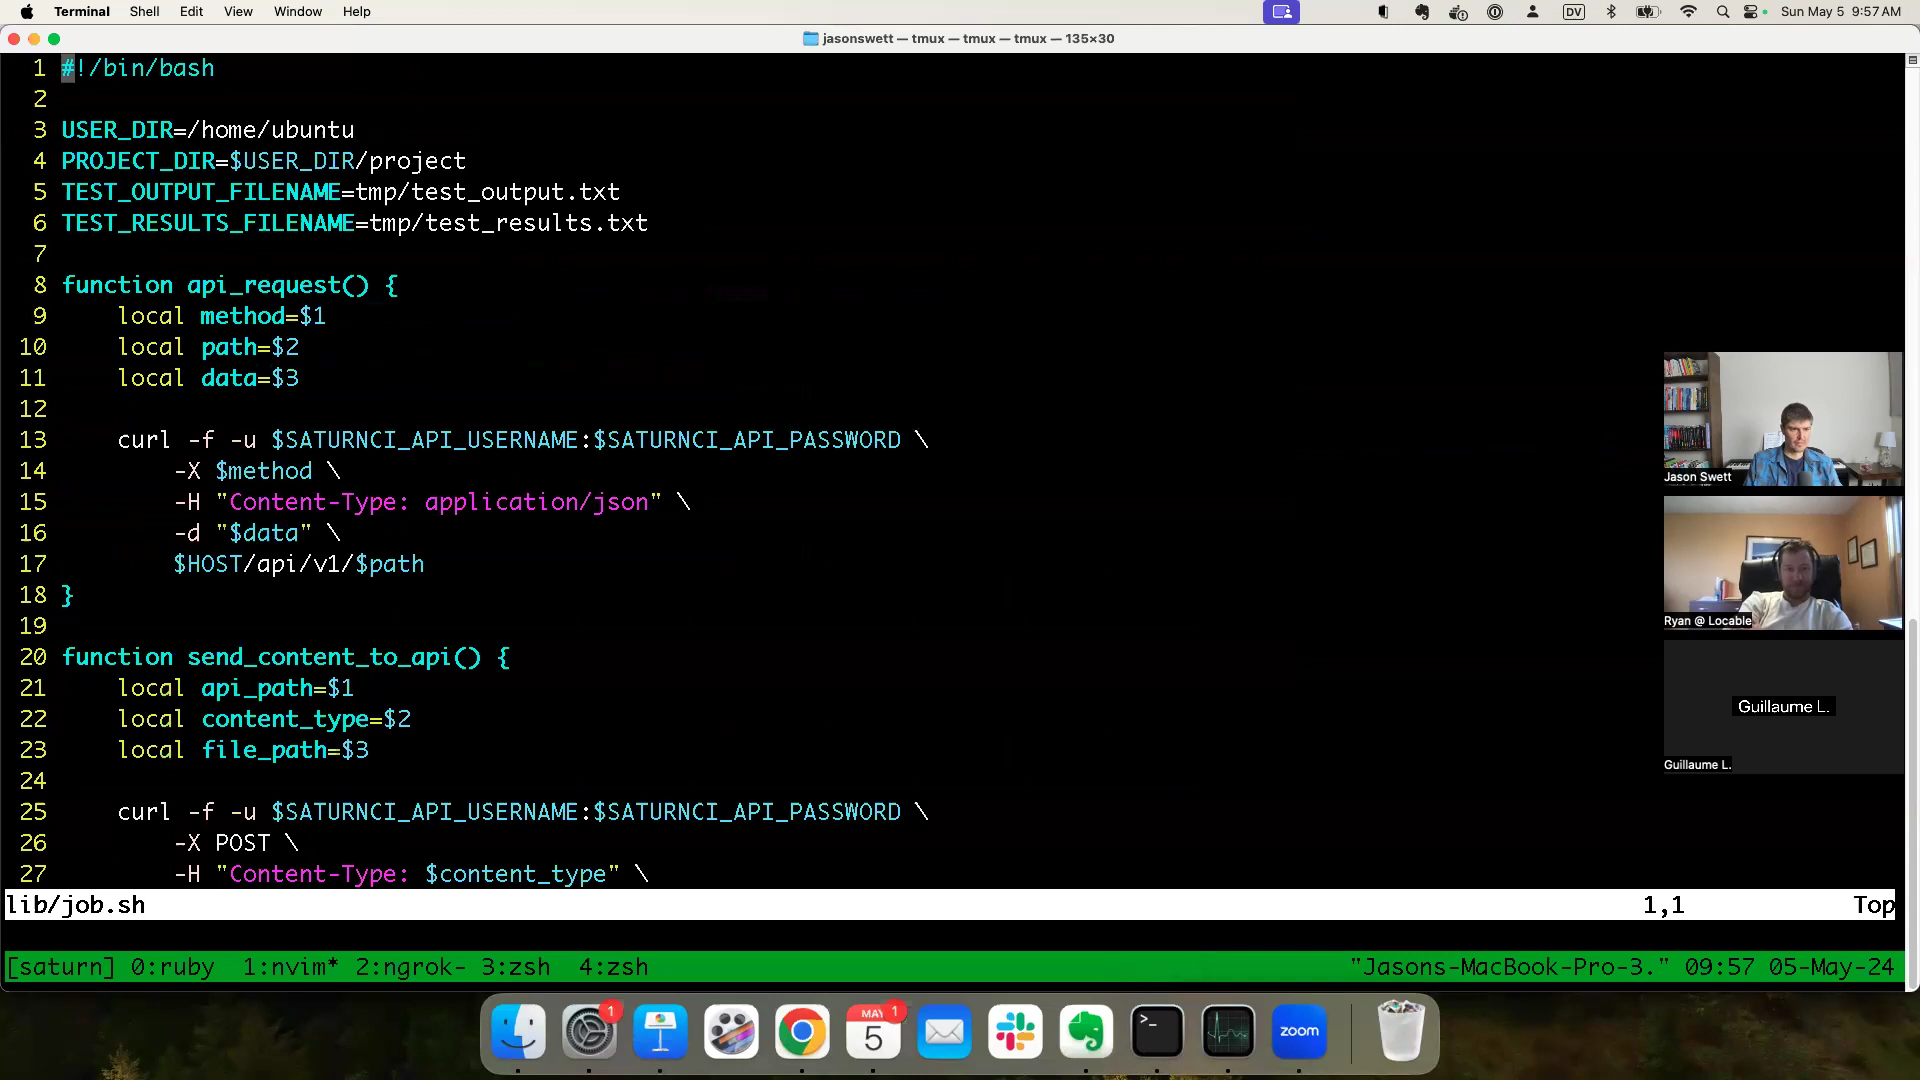 Terminal Shell Edit View Window Help DV Sun May 5 9:57 AM
jasonswett — tmux — tmux — tmux — 135×30
1 #!/bin/bash
2
3 USER_DIR=/home/ubuntu
4 PROJECT_DIR=$USER_DIR/project
5 TEST_OUTPUT_FILENAME=tmp/test_output.txt
6 TEST_RESULTS_FILENAME=tmp/test_results.txt
7
8 function api_request() {
9 local method=$1
10 local path=$2
11 local data=$3
12
13 curl -f -u $SATURNCI_API_USERNAME:$SATURNCI_API_PASSWORD \
14 -X $method \
15 -H "Content-Type: application/json" \
16 -d "$data" \
17 $HOST/api/v1/$path
18 }
19
20 function send_content_to_api() {
21 local api_path=$1
22 local content_type=$2
23 local file_path=$3
24
25 curl -f -u $SATURNCI_API_USERNAME:$SATURNCI_API_PASSWORD \
26 -X POST \
27 -H "Content-Type: $content_type" \
lib/job.sh 1,1 Top
[saturn] 0:ruby 1:nvim* 2:ngrok- 3:zsh 4:zsh "Jasons-MacBook-Pro-3." 09:57 05-May-24
Jason Swett
Ryan @ Locable
Guillaume L.
Guillaume L.
1
MAY 1
5
>_
zoom